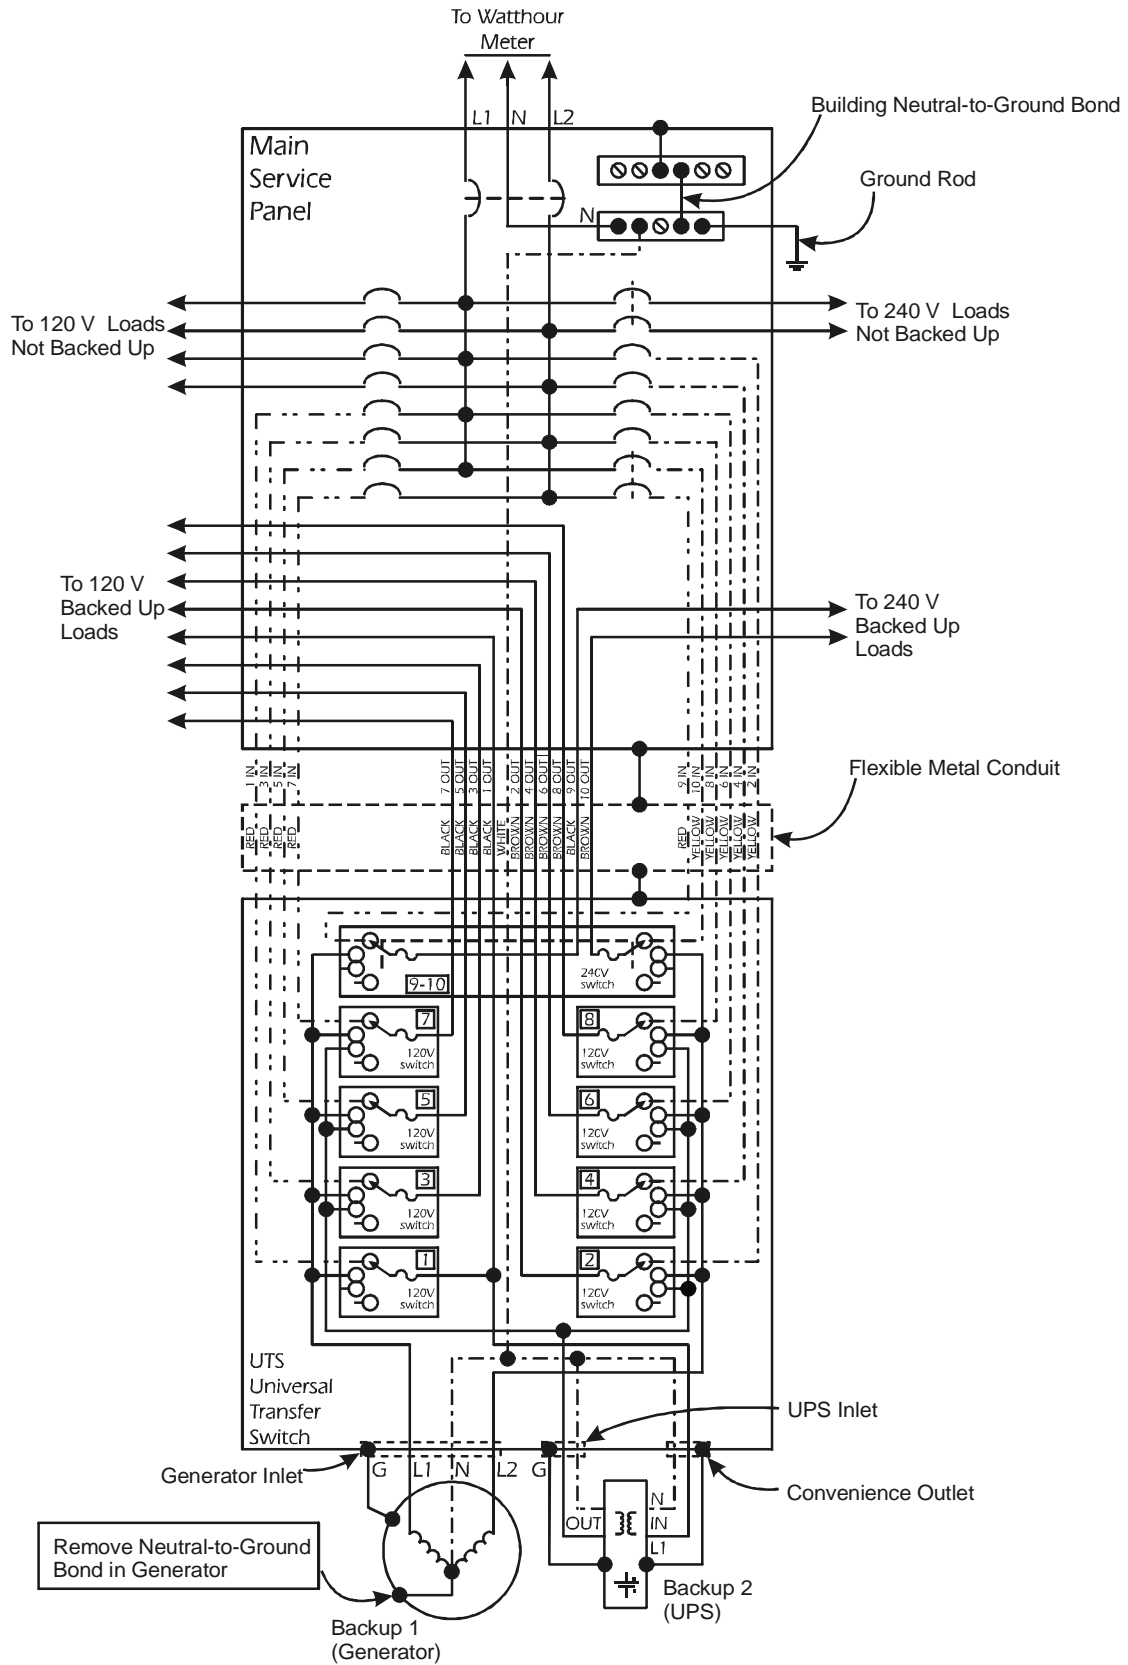 To Watthour
Meter
L1
N
L2
Building Neutral-to-Ground Bond
Main
Service
Panel
Ground Rod
N
To 120 V Loads
Not Backed Up
To 240 V Loads
Not Backed Up
To 120 V
Backed Up
Loads
To 240 V
Backed Up
Loads
1 IN
3 IN
5 IN
7 IN
7 OUT
5 OUT
3 OUT
1 OUT
2 OUT
4 OUT
6 OUT
8 OUT
9 OUT
10 OUT
9 IN
10 IN
8 IN
6 IN
4 IN
2 IN
Flexible Metal Conduit
RED
RED
RED
RED
BLACK
BLACK
BLACK
BLACK
WHITE
BROWN
BROWN
BROWN
BROWN
BLACK
BROWN
RED
YELLOW
YELLOW
YELLOW
YELLOW
YELLOW
9-10
240V
switch
7
120V
switch
8
120V
switch
5
120V
switch
6
120V
switch
3
120V
switch
4
120V
switch
1
120V
switch
2
120V
switch
UTS
Universal
Transfer
Switch
UPS Inlet
Generator Inlet
G
L1
N
L2
G
Convenience Outlet
N
OUT
IN
L1
Remove Neutral-to-Ground
Bond in Generator
Backup 1
(Generator)
Backup 2
(UPS)